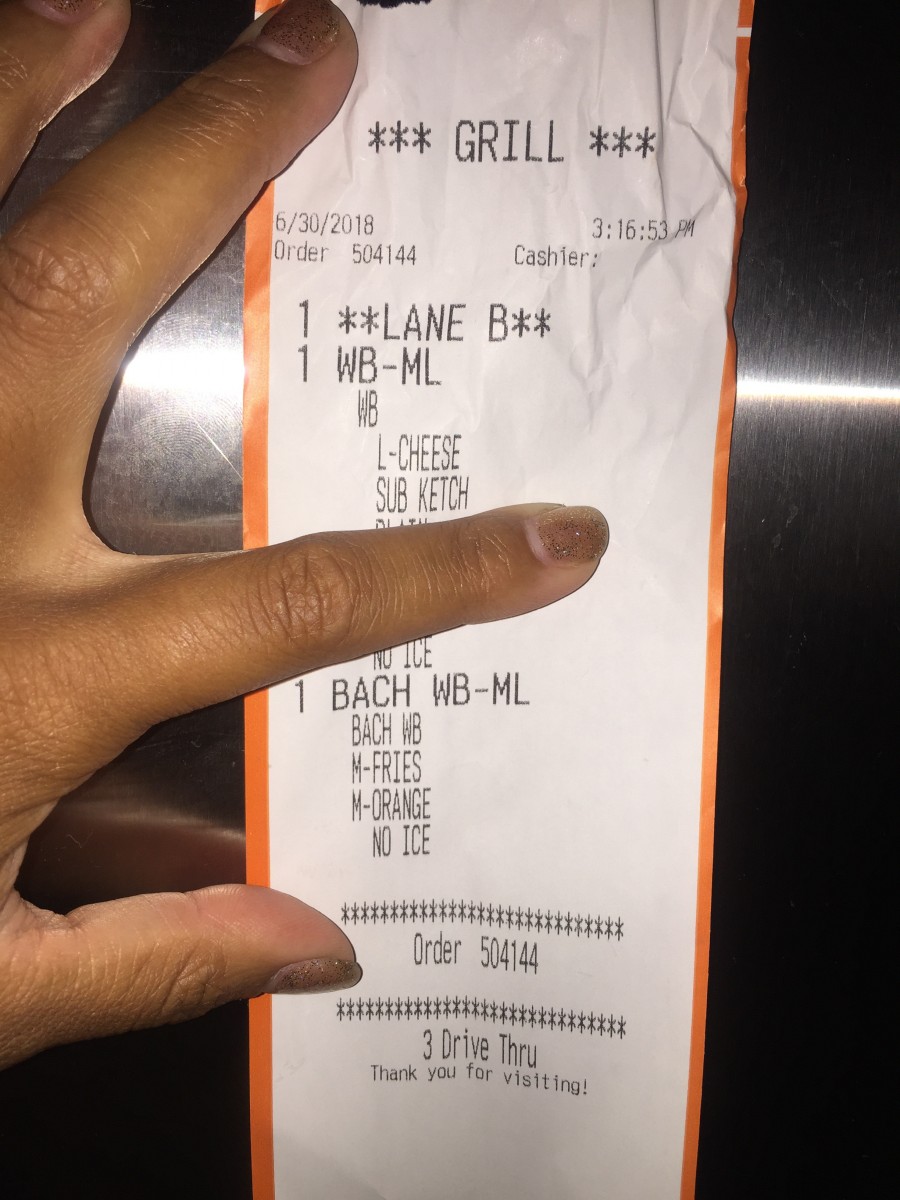 *** GRILL ***
6/30/2018 3:16:53 PM
Order 504144 Cashier:
1 **LANE B**
1 WB-ML
WB
L-CHEESE
SUB KETCH
PLAIN
NO ICE
1 BACH WB-ML
BACH WB
M-FRIES
M-ORANGE
NO ICE
*****************************
Order 504144
*****************************
3 Drive Thru
Thank you for visiting!